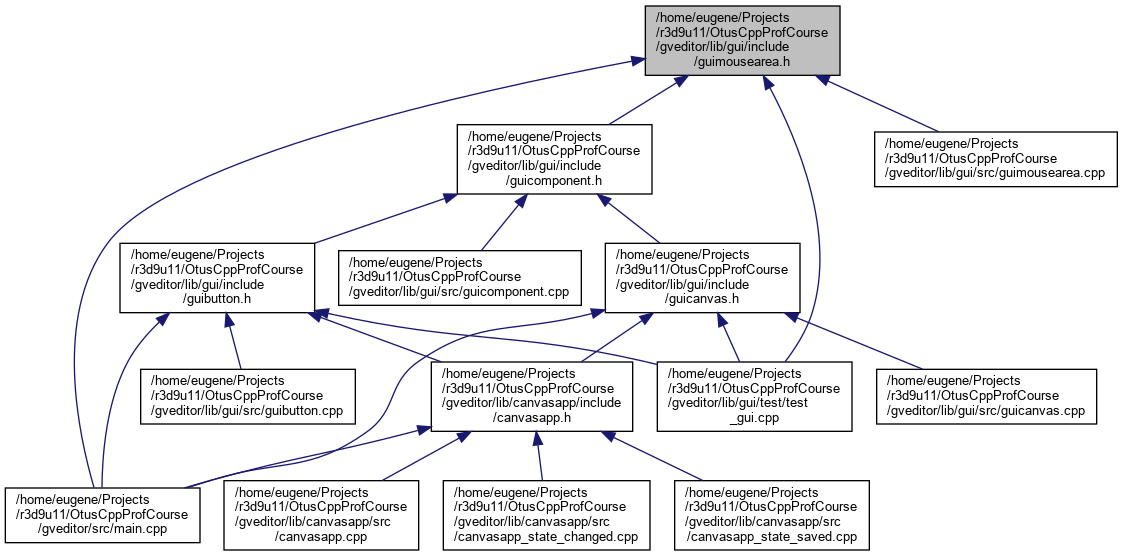 /home/eugene/Projects
/r3d9u11/OtusCppProfCourse
/gveditor/lib/gui/include
/guimousearea.h
/home/eugene/Projects
/r3d9u11/OtusCppProfCourse
/gveditor/lib/gui/include
/guicomponent.h
/home/eugene/Projects
/r3d9u11/OtusCppProfCourse
/gveditor/lib/gui/src/guimousearea.cpp
/home/eugene/Projects
/r3d9u11/OtusCppProfCourse
/gveditor/lib/gui/include
/guibutton.h
/home/eugene/Projects
/r3d9u11/OtusCppProfCourse
/gveditor/lib/gui/src/guicomponent.cpp
/home/eugene/Projects
/r3d9u11/OtusCppProfCourse
/gveditor/lib/gui/include
/guicanvas.h
/home/eugene/Projects
/r3d9u11/OtusCppProfCourse
/gveditor/lib/gui/src/guibutton.cpp
/home/eugene/Projects
/r3d9u11/OtusCppProfCourse
/gveditor/lib/canvasapp/include
/canvasapp.h
/home/eugene/Projects
/r3d9u11/OtusCppProfCourse
/gveditor/lib/gui/test/test
_gui.cpp
/home/eugene/Projects
/r3d9u11/OtusCppProfCourse
/gveditor/lib/gui/src/guicanvas.cpp
/home/eugene/Projects
/r3d9u11/OtusCppProfCourse
/gveditor/src/main.cpp
/home/eugene/Projects
/r3d9u11/OtusCppProfCourse
/gveditor/lib/canvasapp/src
/canvasapp.cpp
/home/eugene/Projects
/r3d9u11/OtusCppProfCourse
/gveditor/lib/canvasapp/src
/canvasapp_state_changed.cpp
/home/eugene/Projects
/r3d9u11/OtusCppProfCourse
/gveditor/lib/canvasapp/src
/canvasapp_state_saved.cpp